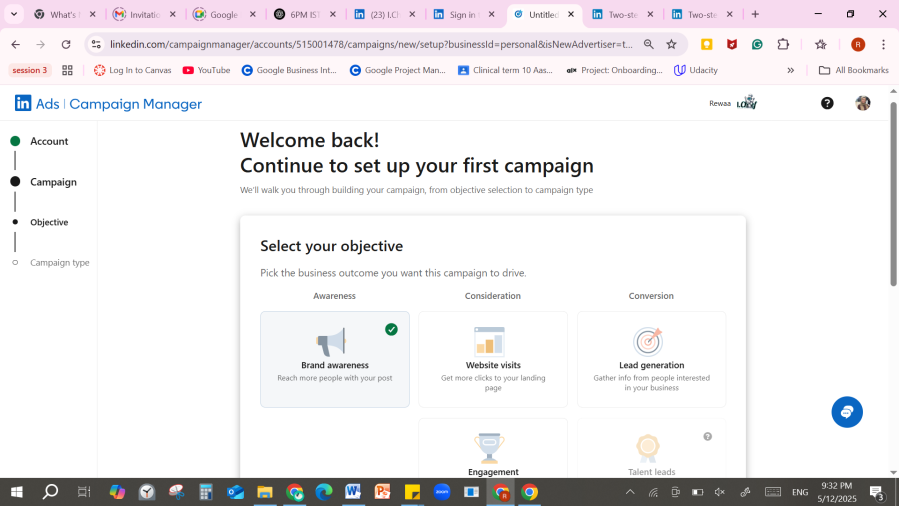 What's
Invitatio
Google
6PM IST
(23) I.Cl
Sign in
Untitled
Two-ste
Two-ste
linkedin.com/campaignmanager/accounts/515001478/campaigns/new/setup?businessId=personal&isNewAdvertiser=t...
R
session 3
Log In to Canvas
YouTube
Google Business Int...
Google Project Man...
Clinical term 10 Aas...
alx Project: Onboarding...
Udacity
»
All Bookmarks
in Ads | Campaign Manager
Rewaa
Account
Campaign
Objective
Campaign type
Welcome back!
Continue to set up your first campaign
We'll walk you through building your campaign, from objective selection to campaign type
Select your objective
Pick the business outcome you want this campaign to drive.
Awareness
Consideration
Conversion
Brand awareness
Reach more people with your post
Website visits
Get more clicks to your landing
page
Lead generation
Gather info from people interested
in your business
Engagement
Talent leads
zoom
ENG
9:32 PM
5/12/2025
3